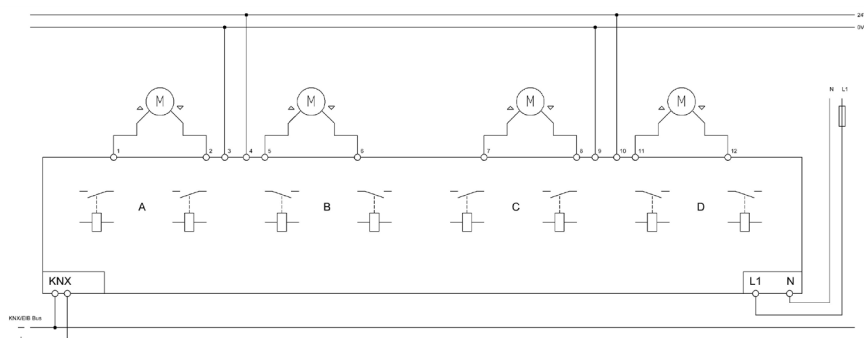 24V
0V
N L1
M M M M
1 2 3 4 5 6 7 8 9 10 11 12
A B C D
KNX L1 N
KNX/EIB Bus